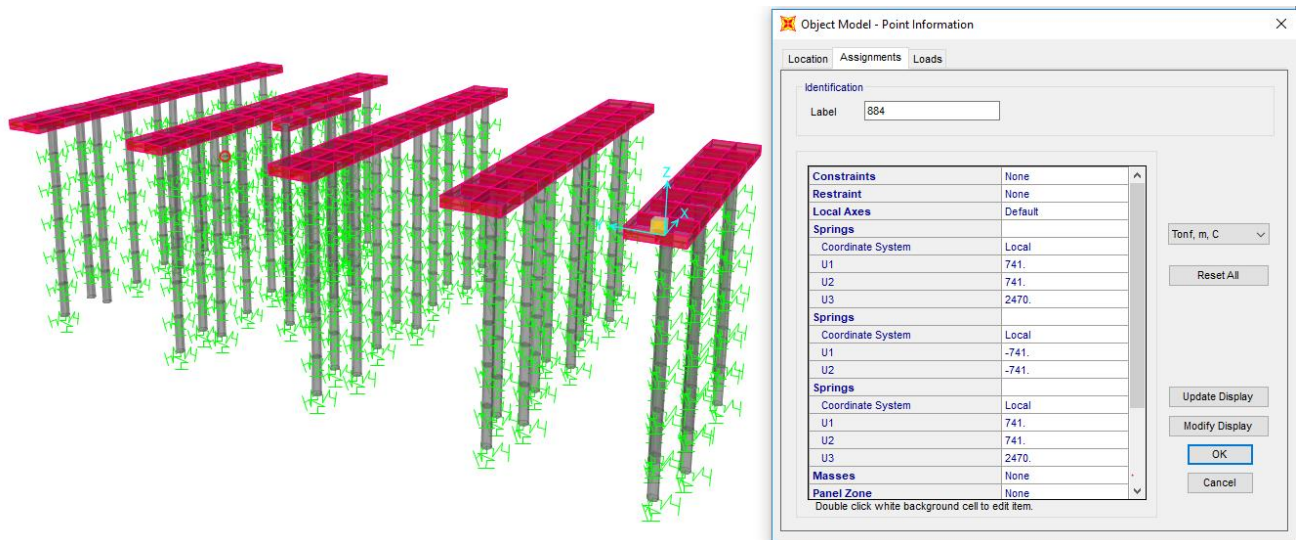 Object Model - Point Information
Location Assignments Loads
Identification
Label 884
Constraints None
Restraint None
Local Axes Default
Springs
Coordinate System Local
U1 741.
U2 741.
U3 2470.
Springs
Coordinate System Local
U1 -741.
U2 -741.
Springs
Coordinate System Local
U1 741.
U2 741.
U3 2470.
Masses None
Panel Zone None
Double click white background cell to edit item.
Tonf, m, C
Reset All
Update Display
Modify Display
OK
Cancel
Z
X